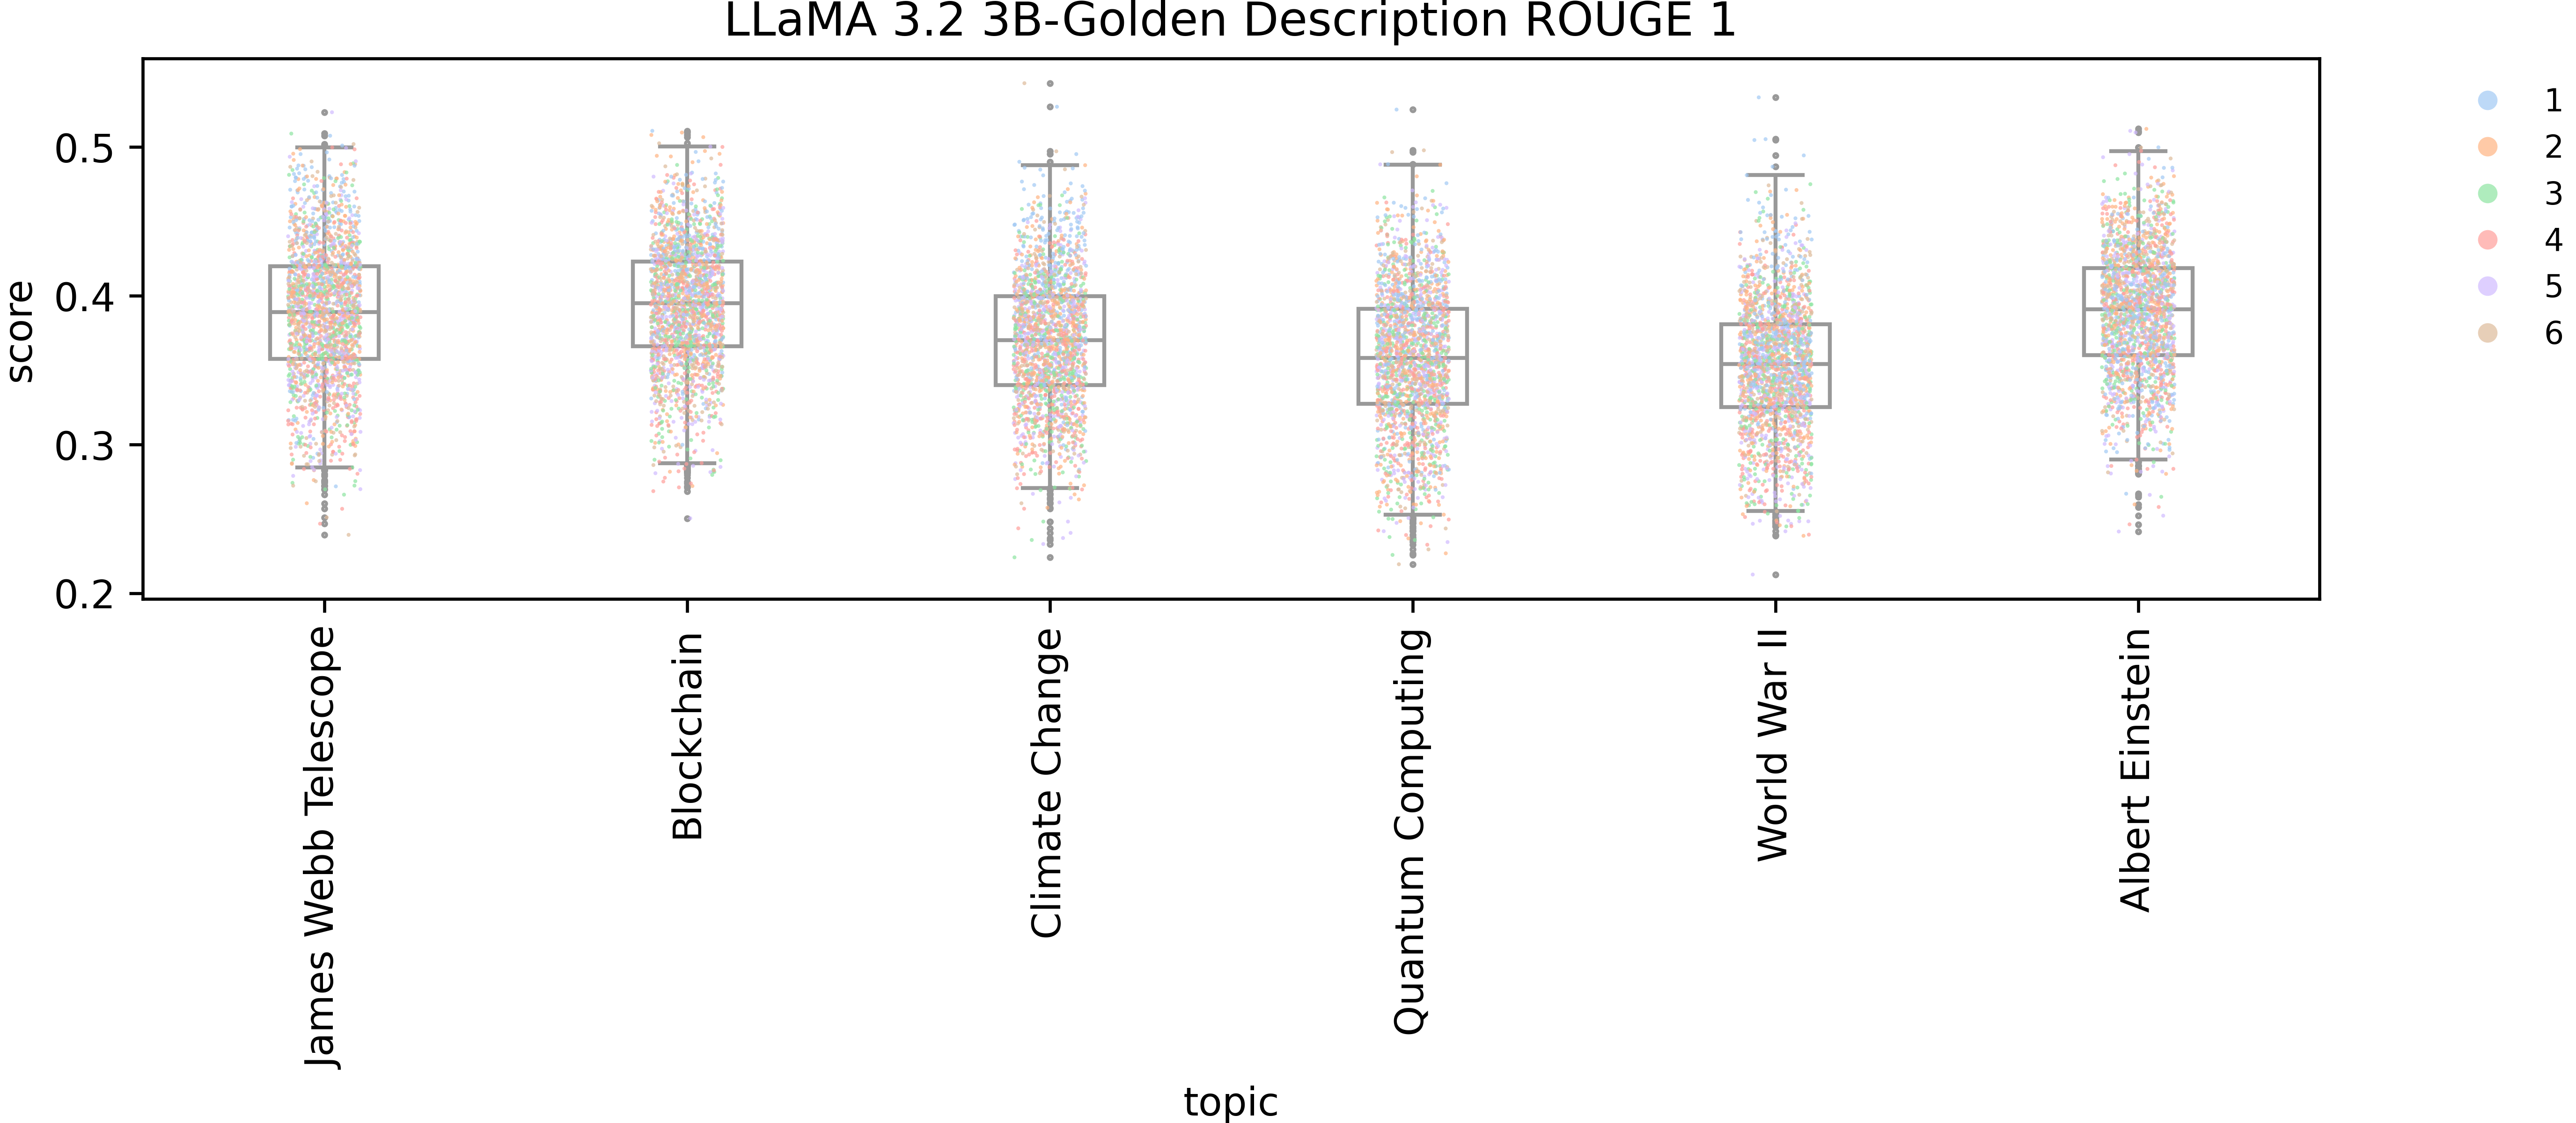 LLaMA 3.2 3B-Golden Description ROUGE 1
score
0.5
0.4
0.3
0.2
James Webb Telescope
Blockchain
Climate Change
Quantum Computing
World War II
Albert Einstein
topic
1
2
3
4
5
6